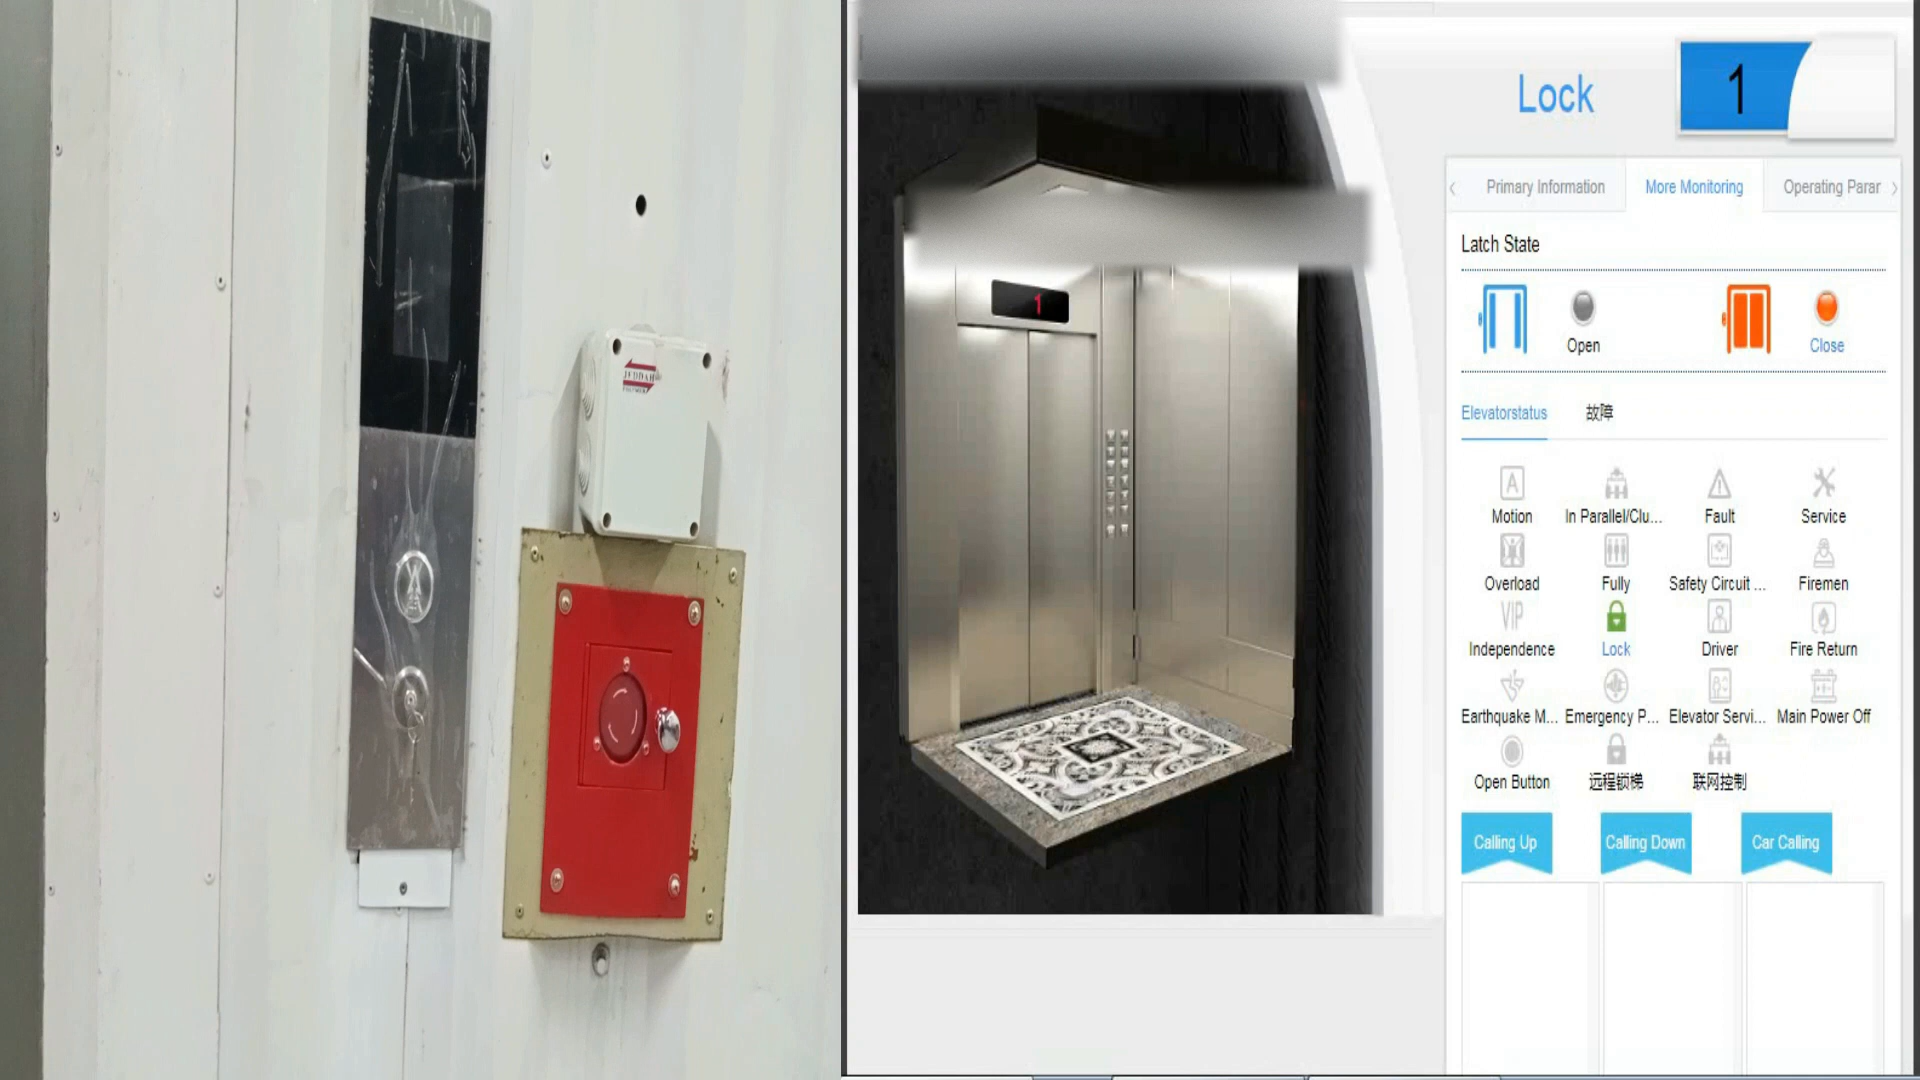 JEDDAH
1
Lock
1
Primary Information
More Monitoring
Operating Parar
Latch State
Open
Close
Elevatorstatus
故障
A
Motion
In Parallel/Clu...
Fault
Service
Overload
Fully
Safety Circuit ...
Firemen
VIP
Independence
Lock
Driver
Fire Return
Earthquake M...
Emergency P...
Elevator Servi...
Main Power Off
Open Button
远程锁梯
联网控制
Calling Up
Calling Down
Car Calling